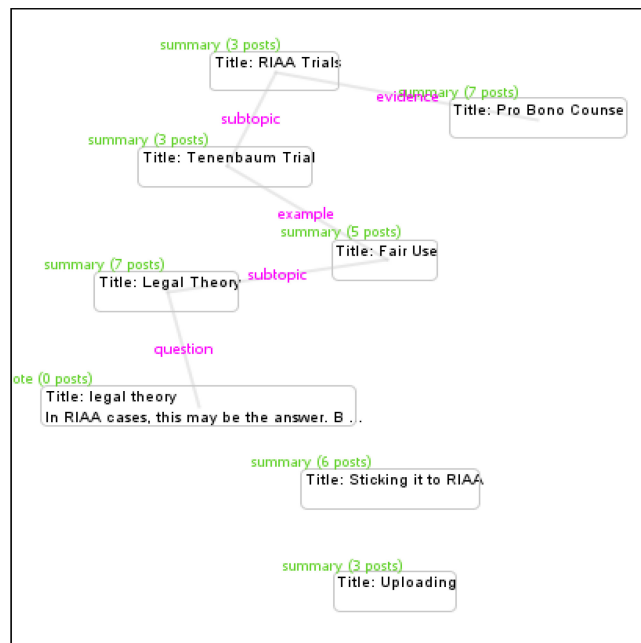 summary (3 posts)
Title: RIAA Trials
summary (7 posts)
evidence
Title: Pro Bono Counse
subtopic
summary (3 posts)
Title: Tenenbaum Trial
example
summary (5 posts)
Title: Fair Use
summary (7 posts)
subtopic
Title: Legal Theory
question
ote (0 posts)
Title: legal theory
In RIAA cases, this may be the answer. B ...
summary (6 posts)
Title: Sticking it to RIAA
summary (3 posts)
Title: Uploading